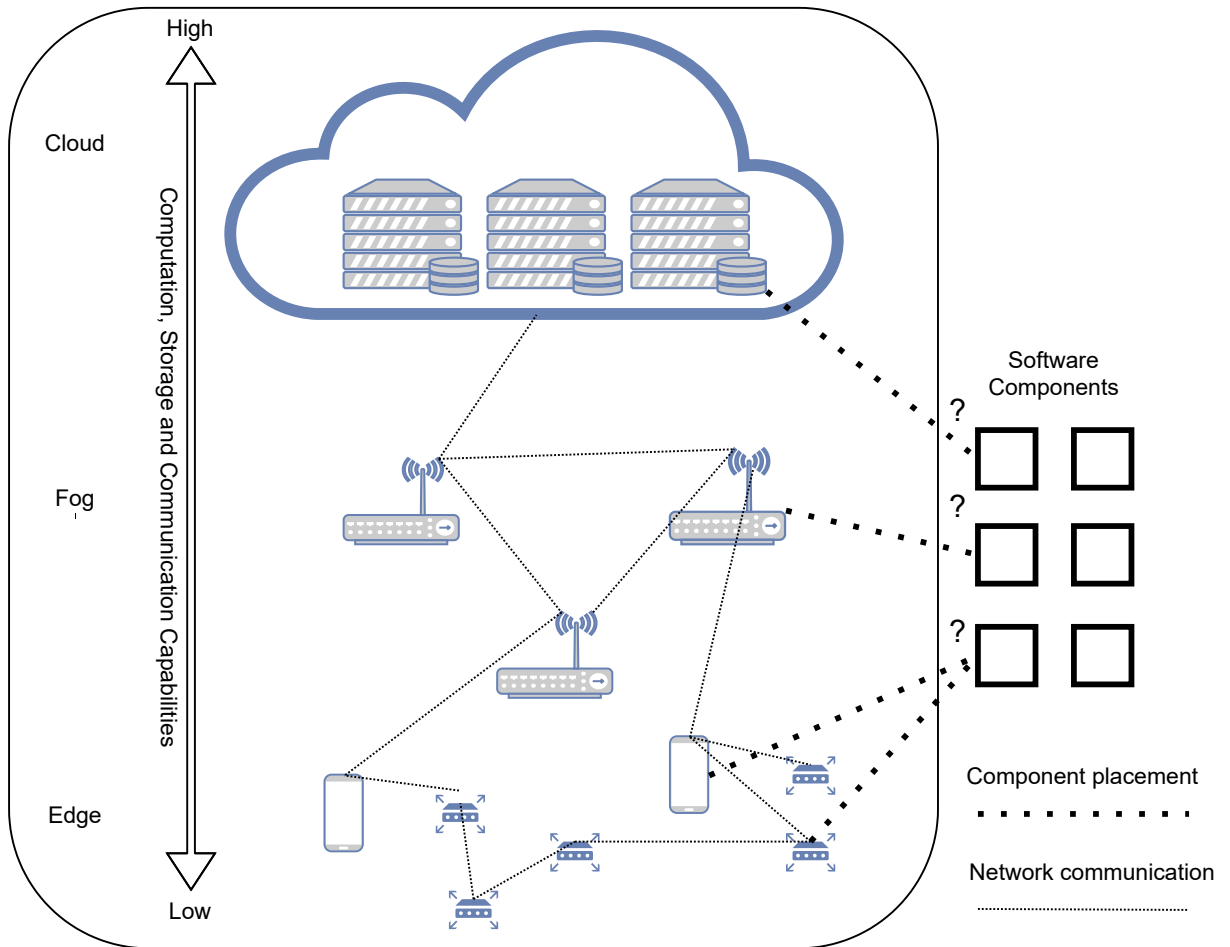 High
Cloud
Computation, Storage and Communication Capabilities
Software
Components
?
Fog
?
?
Component placement
Edge
Network communication
Low